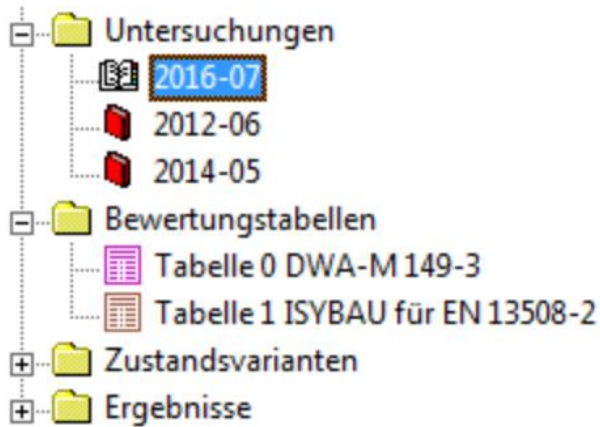 Untersuchungen
2016-07
2012-06
2014-05
Bewertungstabellen
Tabelle 0 DWA-M 149-3
Tabelle 1 ISYBAU für EN 13508-2
Zustandsvarianten
Ergebnisse